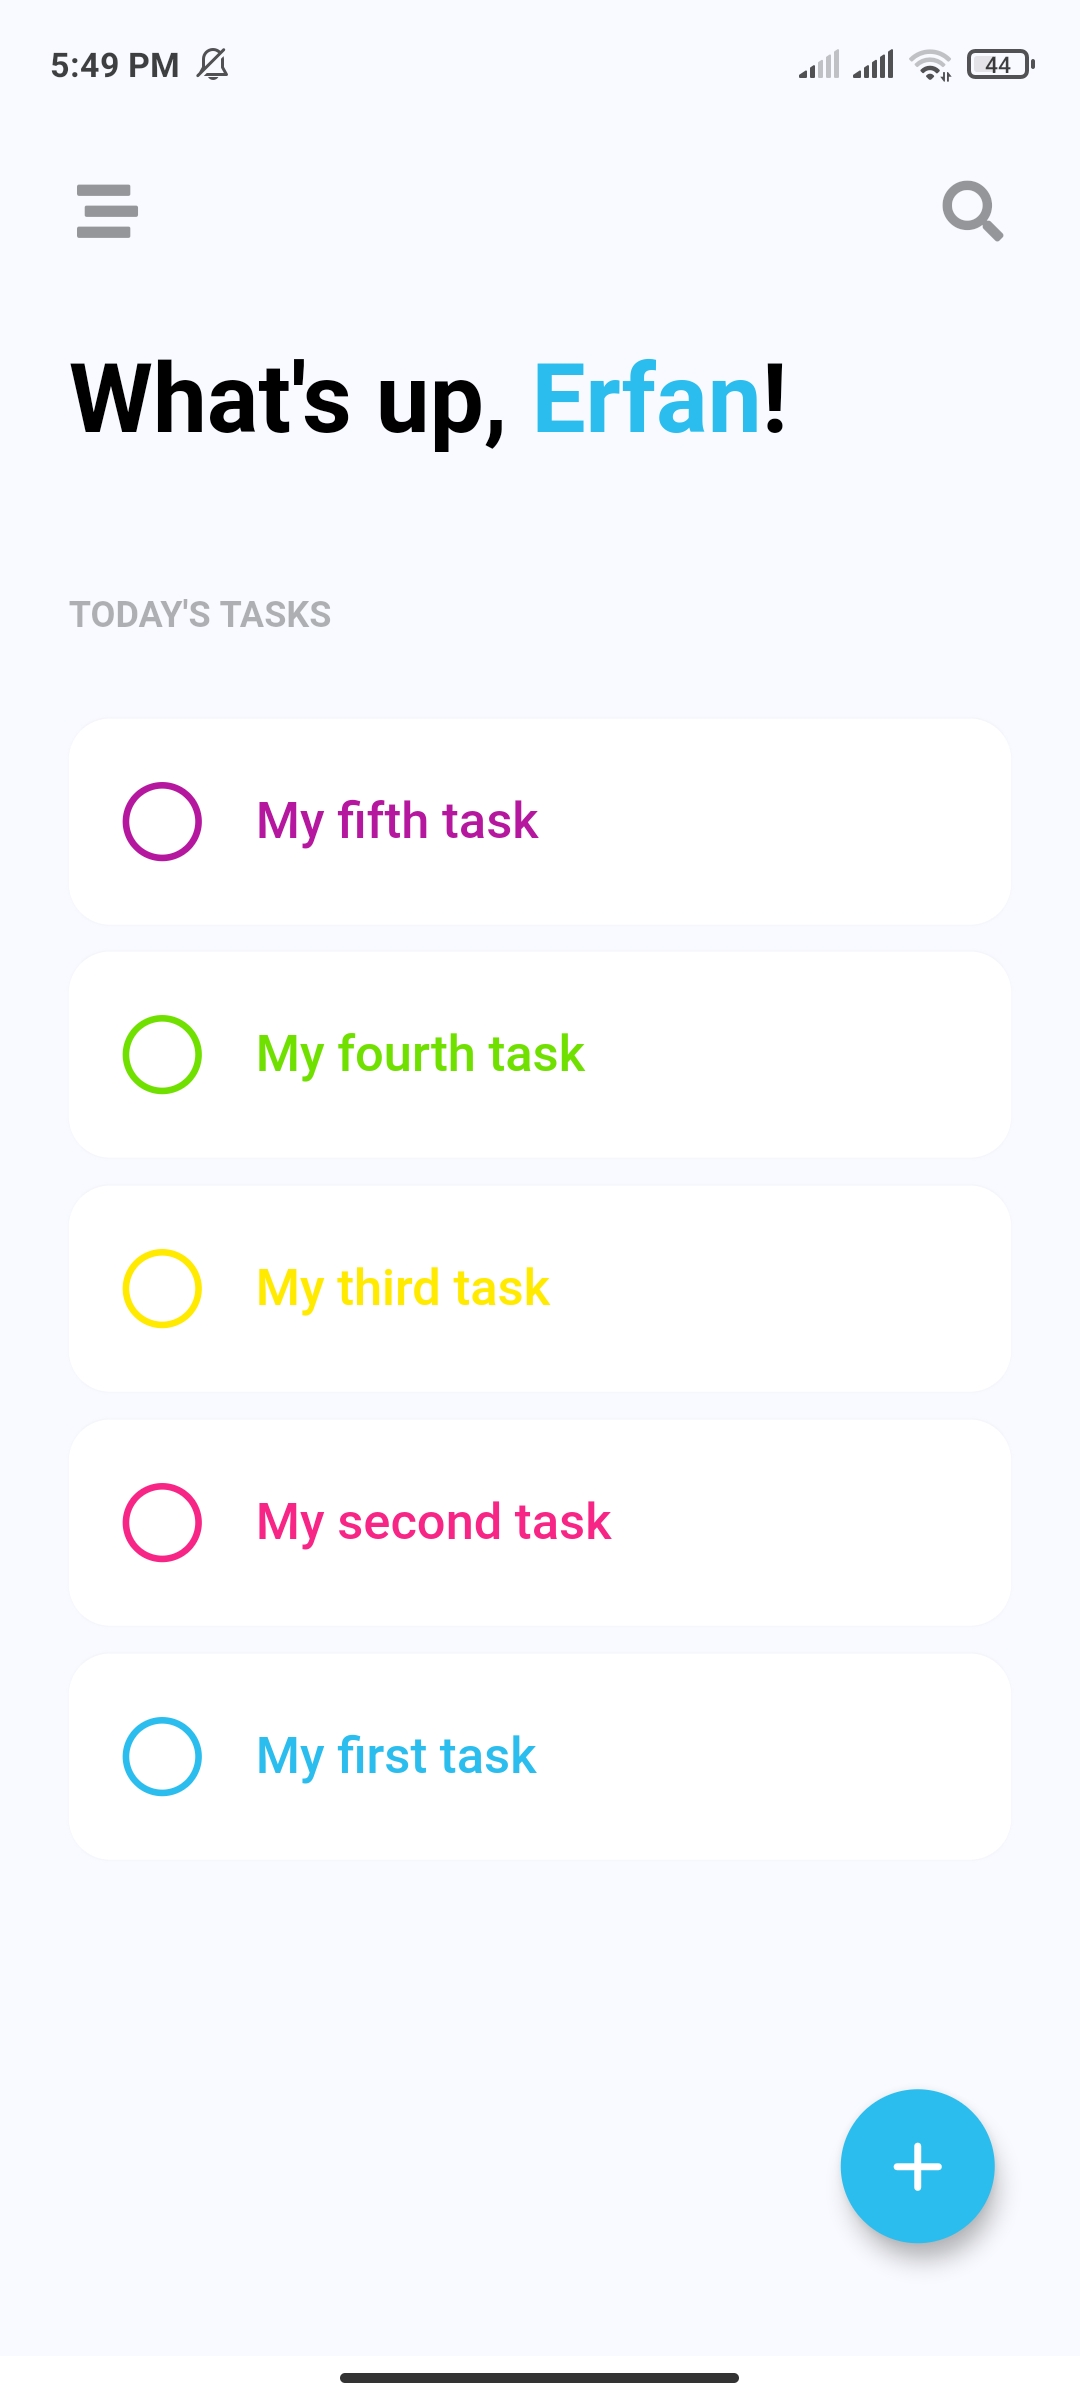 5:49 PM 44
What's up, Erfan!
TODAY'S TASKS
My fifth task
My fourth task
My third task
My second task
My first task